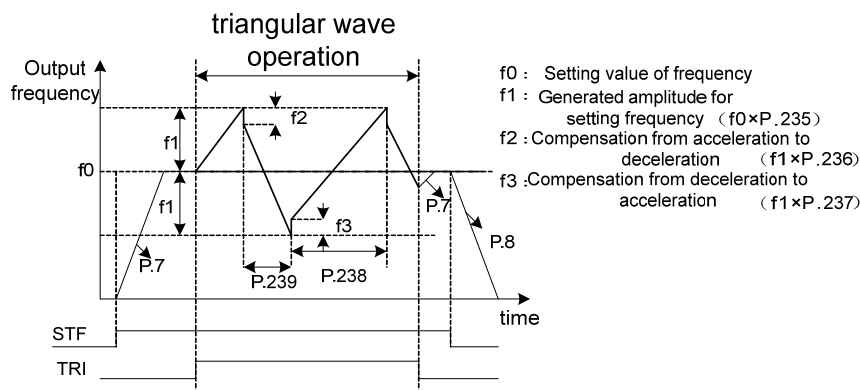 triangular wave
operation
Output
frequency
f0 : Setting value of frequency
f1 : Generated amplitude for
setting frequency (f0×P.235)
f2 : Compensation from acceleration to
deceleration (f1×P.236)
f3 : Compensation from deceleration to
acceleration (f1×P.237)
f2
f1
f0
f1
f3
P.7
P.7
P.8
P.239
P.238
time
STF
TRI